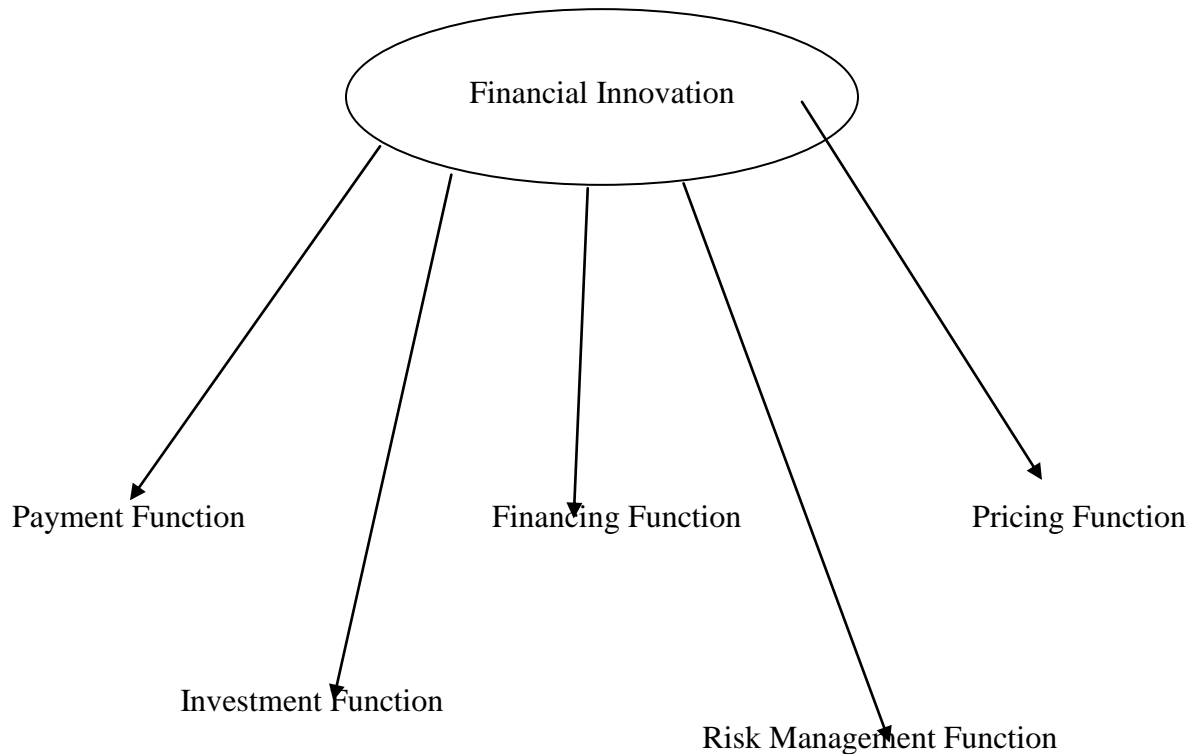 Financial Innovation
Payment Function
Financing Function
Pricing Function
Investment Function
Risk Management Function